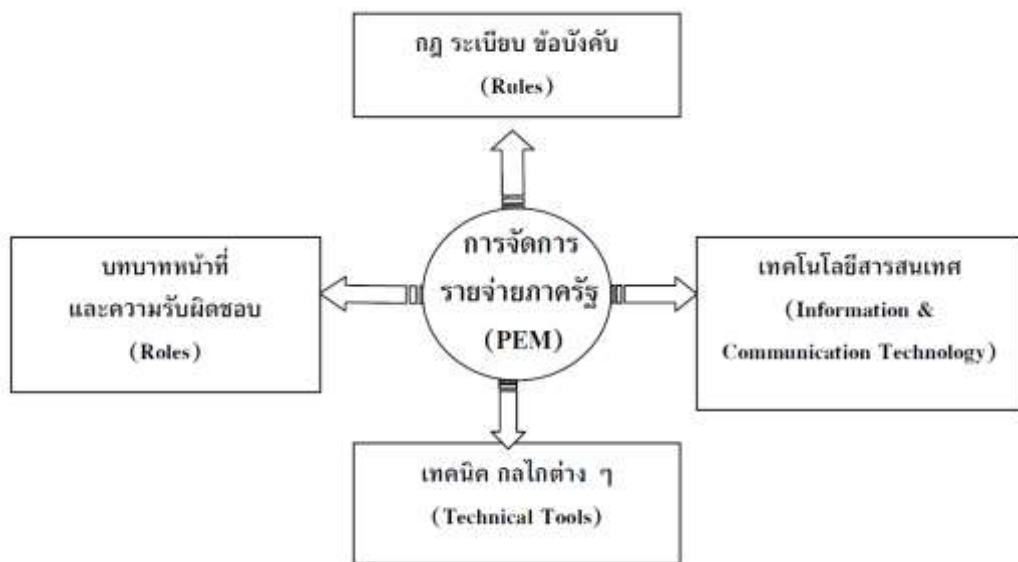 กฎ ระเบียบ ข้อบังคับ
(Rules)
บทบาทหน้าที่
และความรับผิดชอบ
(Roles)
การจัดการ
รายจ่ายภาครัฐ
(PEM)
เทคโนโลยีสารสนเทศ
(Information &
Communication Technology)
เทคนิค กลไกต่าง ๆ
(Technical Tools)